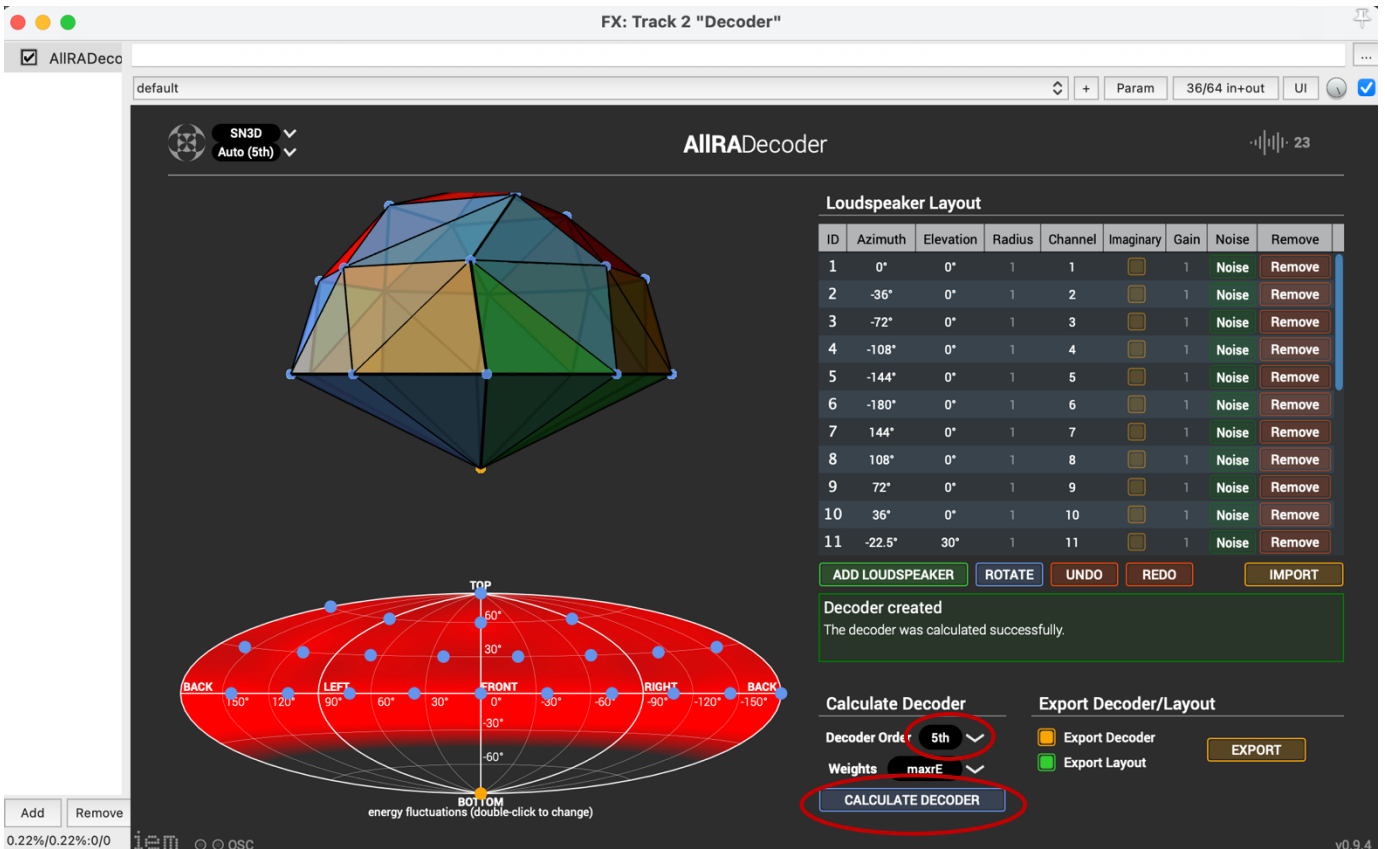 FX: Track 2 "Decoder"
AllRADeco
...
default
+
Param
36/64 in+out
UI
SN3D
Auto (5th)
AllRADecoder
23
Loudspeaker Layout
ID Azimuth Elevation Radius Channel Imaginary Gain Noise Remove
1 0° 0° 1 1 1 Noise Remove
2 -36° 0° 1 2 1 Noise Remove
3 -72° 0° 1 3 1 Noise Remove
4 -108° 0° 1 4 1 Noise Remove
5 -144° 0° 1 5 1 Noise Remove
6 -180° 0° 1 6 1 Noise Remove
7 144° 0° 1 7 1 Noise Remove
8 108° 0° 1 8 1 Noise Remove
9 72° 0° 1 9 1 Noise Remove
10 36° 0° 1 10 1 Noise Remove
11 -22.5° 30° 1 11 1 Noise Remove
ADD LOUDSPEAKER ROTATE UNDO REDO IMPORT
Decoder created
The decoder was calculated successfully.
TOP
60°
30°
BACK LEFT FRONT RIGHT BACK
150° 120° 90° 60° 30° 0° -30° -60° -90° -120° -150°
-30°
-60°
BOTTOM
energy fluctuations (double-click to change)
Calculate Decoder
Decoder Order 5th
Weights maxrE
CALCULATE DECODER
Export Decoder/Layout
Export Decoder
Export Layout
EXPORT
Add Remove
0.22%/0.22%:0/0
iem OSC
v0.9.4